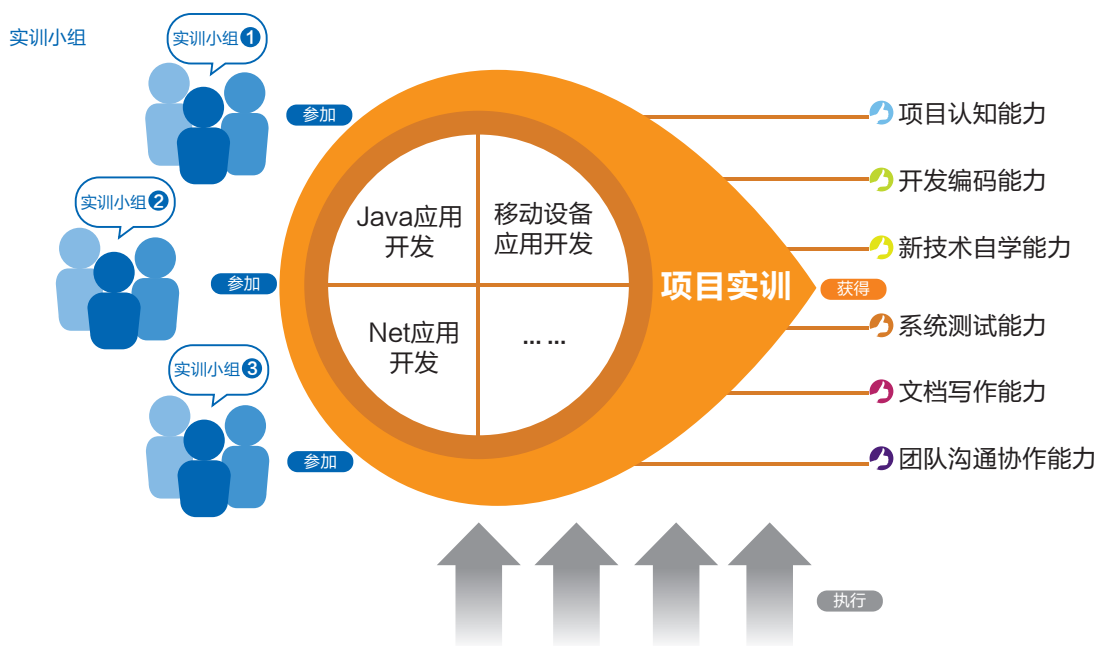 实训小组
实训小组1
参加
实训小组2
参加
实训小组3
参加
Java应用
开发
移动设备
应用开发
Net应用
开发
... ...
项目实训
获得
项目认知能力
开发编码能力
新技术自学能力
系统测试能力
文档写作能力
团队沟通协作能力
执行